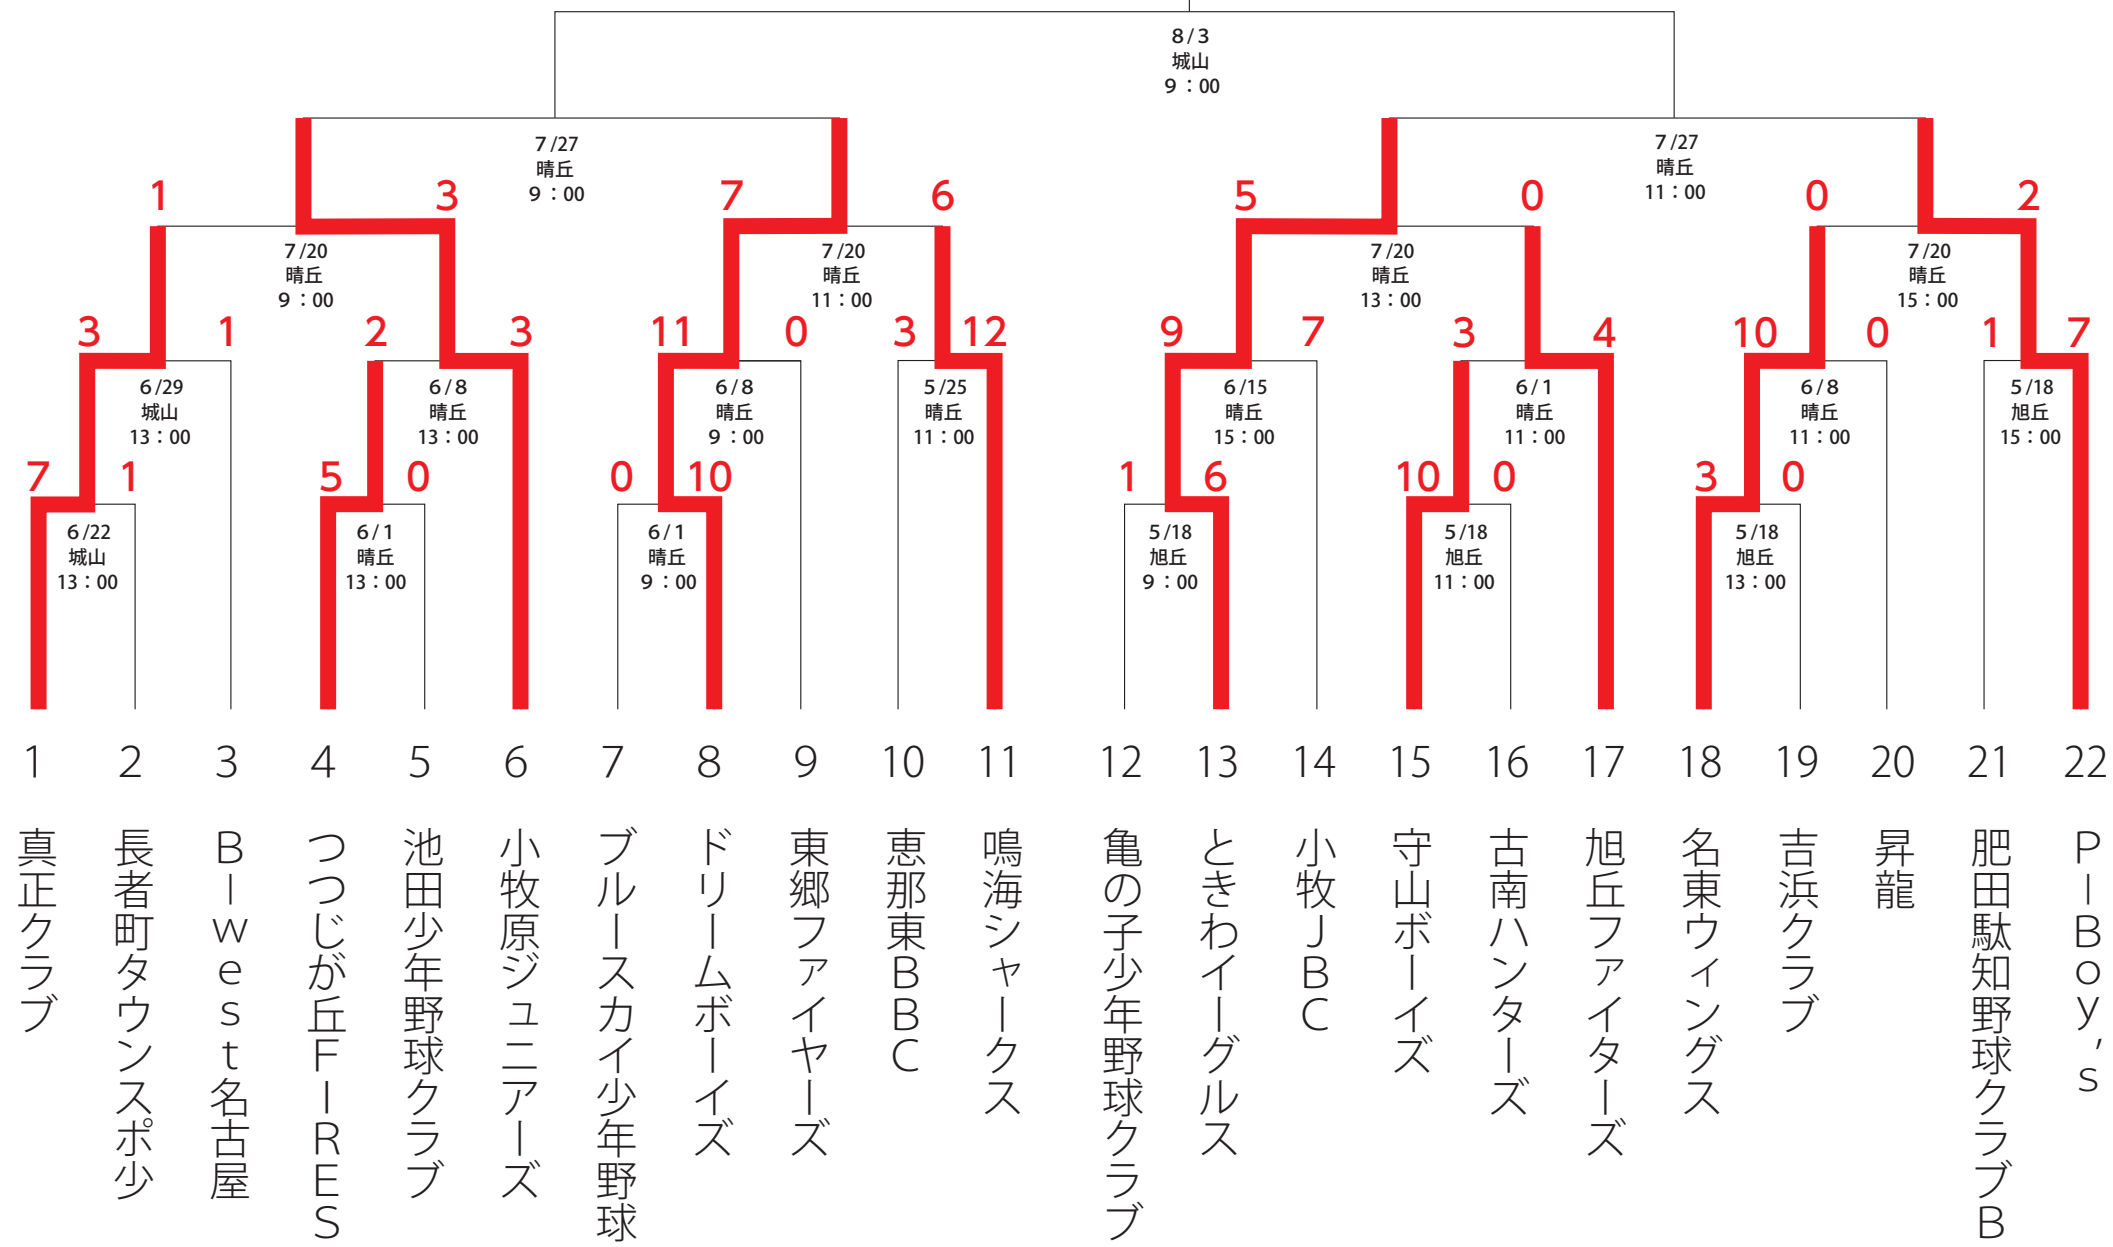 8/3
城山
9：00
7/27
晴丘
9：00
7/27
晴丘
11：00
1
3
7
6
5
0
0
2
7/20
晴丘
9：00
7/20
晴丘
11：00
7/20
晴丘
13：00
7/20
晴丘
15：00
3
1
2
3
11
0
3
12
9
7
3
4
10
0
1
7
6/29
城山
13：00
6/8
晴丘
13：00
6/8
晴丘
9：00
5/25
晴丘
11：00
6/15
晴丘
15：00
6/1
晴丘
11：00
6/8
晴丘
11：00
5/18
旭丘
15：00
7
1
5
0
0
10
1
6
10
0
3
0
6/22
城山
13：00
6/1
晴丘
13：00
6/1
晴丘
9：00
5/18
旭丘
9：00
5/18
旭丘
11：00
5/18
旭丘
13：00
1
2
3
4
5
6
7
8
9
10
11
12
13
14
15
16
17
18
19
20
21
22
真正クラブ
長者町タウンスポ少
B－west名古屋
つつじが丘FIRES
池田少年野球クラブ
小牧原ジュニアーズ
ブルースカイ少年野球
ドリームボーイズ
東郷ファイヤーズ
恵那東BBC
鳴海シャークス
亀の子少年野球クラブ
ときわイーグルス
小牧JBC
守山ボーイズ
古南ハンターズ
旭丘ファイターズ
名東ウィングス
吉浜クラブ
昇龍
肥田駄知野球クラブB
P－Boy's